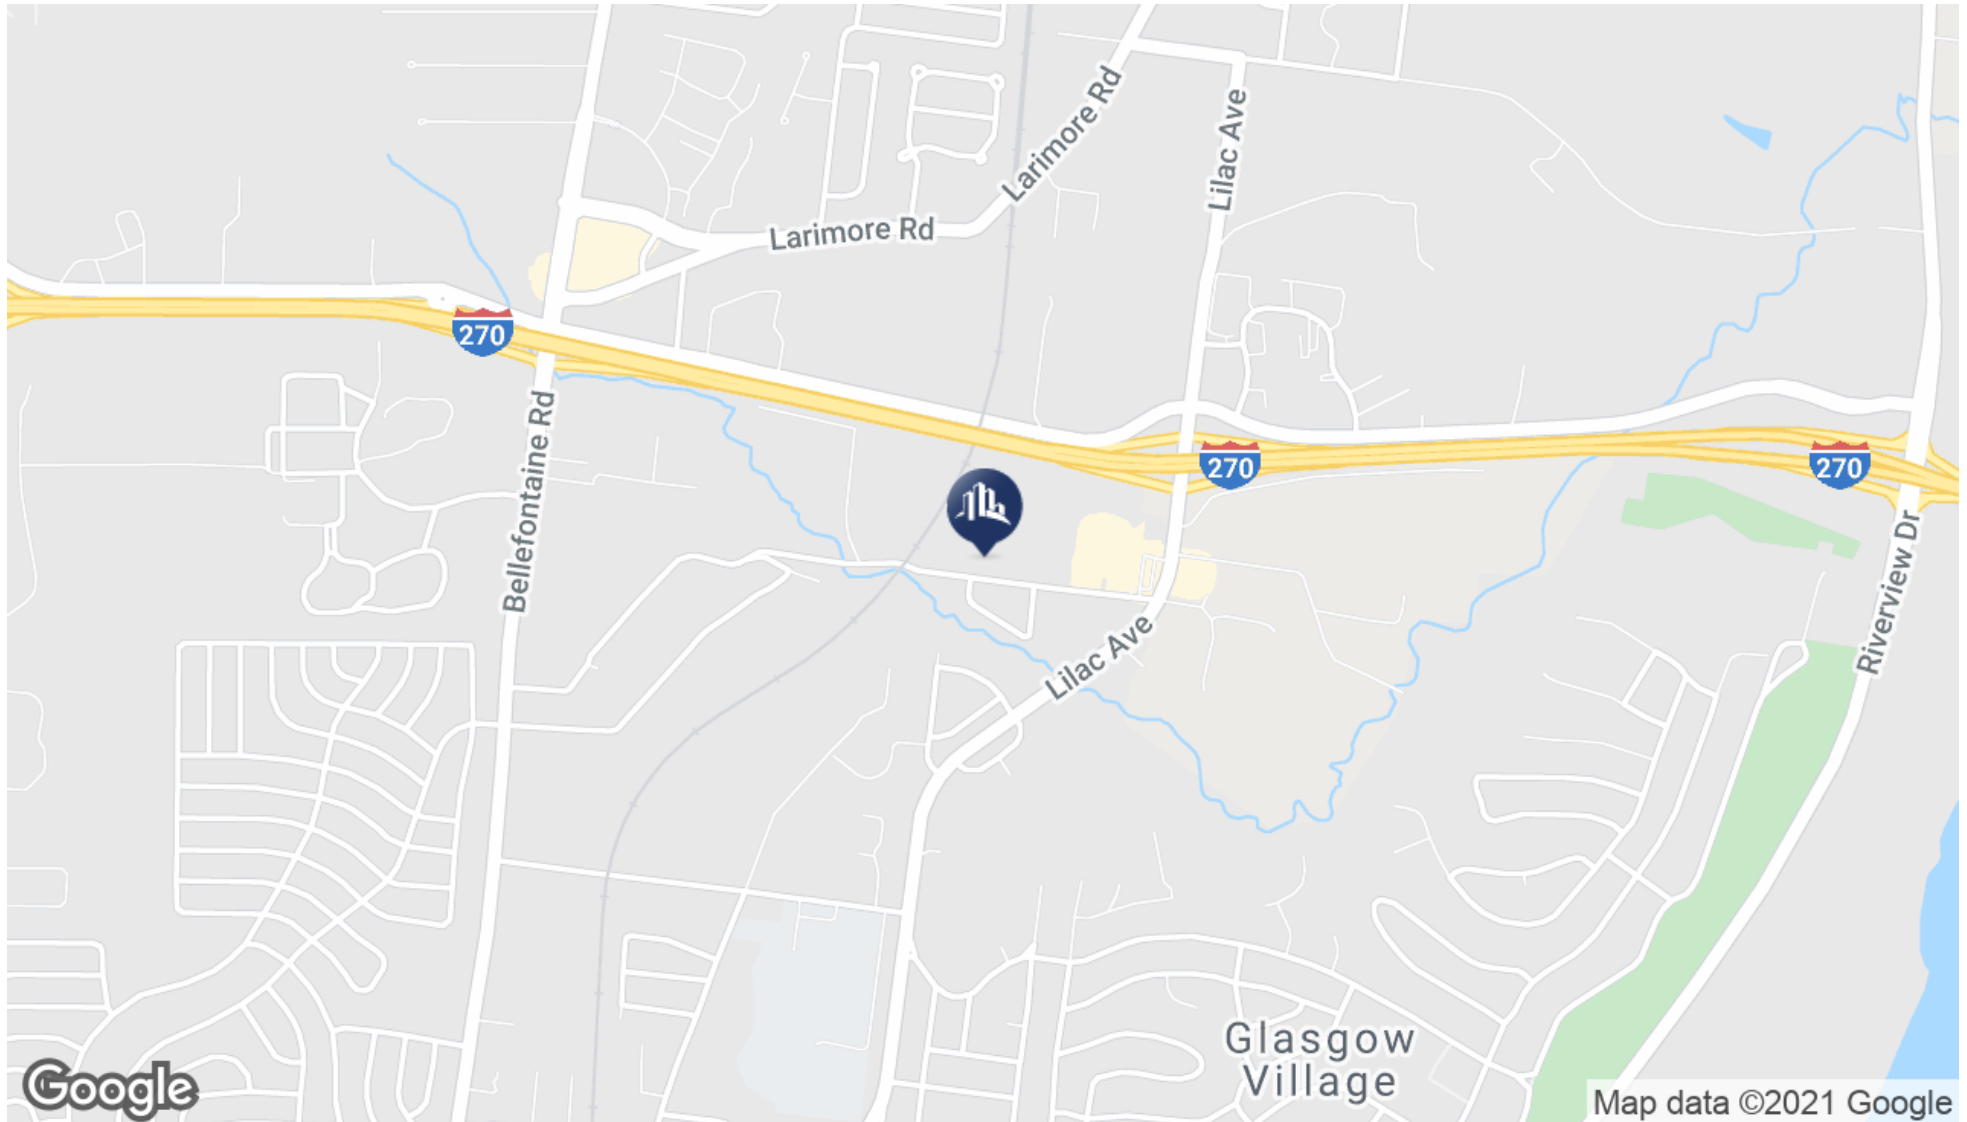 Larimore Rd
Lilac Ave
Larimore Rd
270
270
270
Bellefontaine Rd
Riverview Dr
Lilac Ave
Glasgow
Village
Google
Map data ©2021 Google